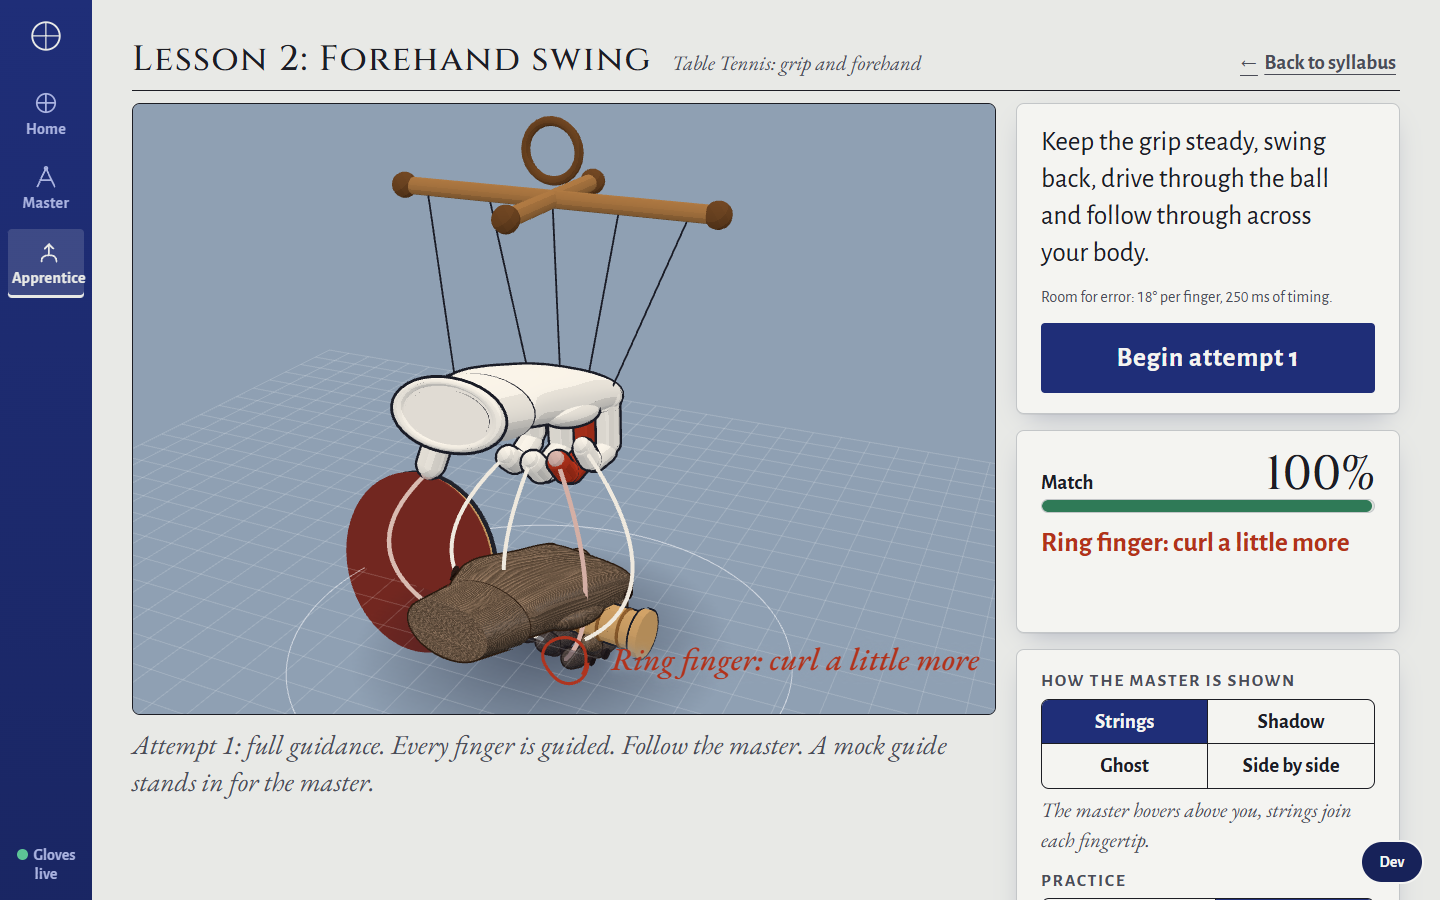 Lesson 2: Forehand swing
Table Tennis: grip and forehand
← Back to syllabus
Home
Master
Apprentice
Gloves
live
Ring finger: curl a little more
Attempt 1: full guidance. Every finger is guided. Follow the master. A mock guide
stands in for the master.
Keep the grip steady, swing
back, drive through the ball
and follow through across
your body.
Room for error: 18° per finger, 250 ms of timing.
Begin attempt 1
Match
100%
Ring finger: curl a little more
HOW THE MASTER IS SHOWN
Strings
Shadow
Ghost
Side by side
The master hovers above you, strings join
each fingertip.
PRACTICE
Dev